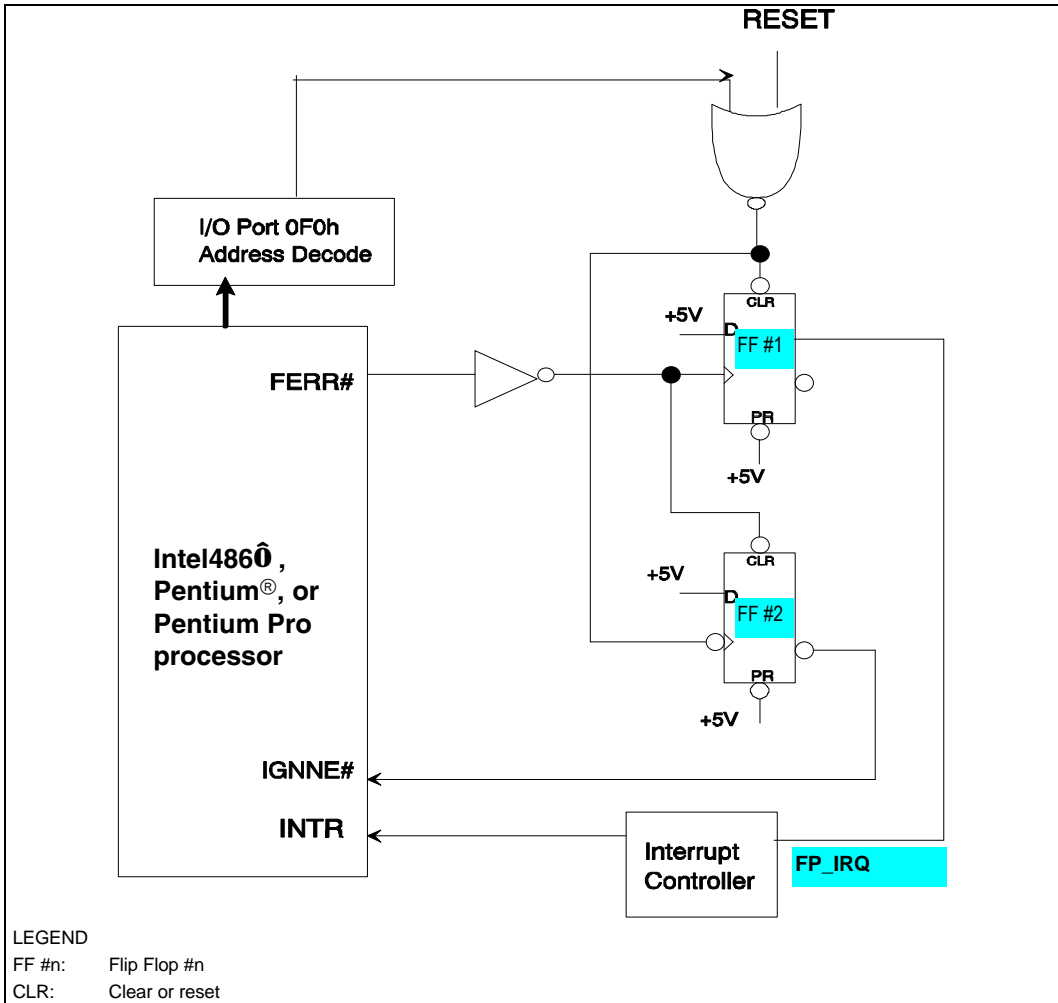 RESET
I/O Port 0F0h
Address Decode
CLR
+5V
D
FF #1
FERR#
PR
+5V
CLR
+5V
D
FF #2
Intel486Ô ,
Pentium®, or
Pentium Pro
processor
PR
+5V
IGNNE#
INTR
Interrupt
Controller
FP_IRQ
LEGEND
FF #n: Flip Flop #n
CLR: Clear or reset